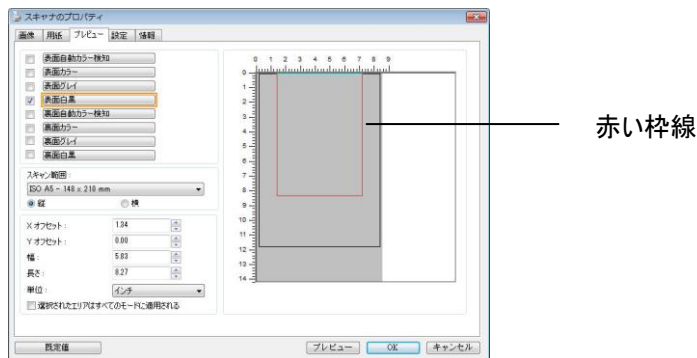 スキャナのプロパティ
画像 用紙 プレビュー 設定 情報
表面自動カラー検知
表面カラー
表面グレイ
表面白黒
裏面自動カラー検知
裏面カラー
裏面グレイ
裏面白黒
スキャン範囲:
ISO A5 - 148 x 210 mm
縦 横
Xオフセット: 1.34
Yオフセット: 0.00
幅: 5.83
長さ: 8.27
単位: インチ
選択されたエリアはすべてのモードに適用される
0 1 2 3 4 5 6 7 8 9
0
1
2
3
4
5
6
7
8
9
10
11
12
13
14
赤い枠線
既定値 プレビュー OK キャンセル